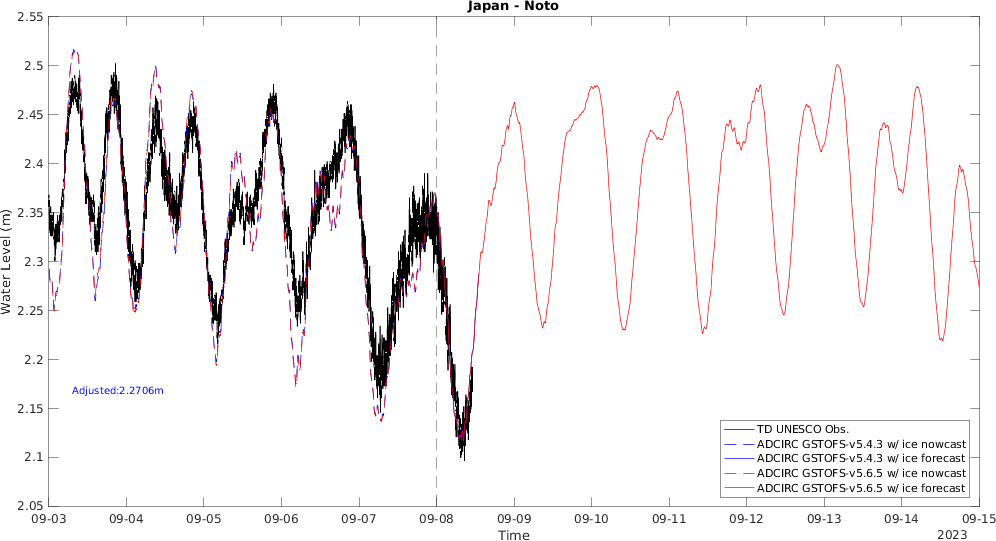 Japan - Noto
2.55
2.5
2.45
2.4
2.35
2.3
2.25
2.2
2.15
2.1
2.05
Water Level (m)
Adjusted:2.2706m
TD UNESCO Obs.
ADCIRC GSTOFS-v5.4.3 w/ ice nowcast
ADCIRC GSTOFS-v5.4.3 w/ ice forecast
ADCIRC GSTOFS-v5.6.5 w/ ice nowcast
ADCIRC GSTOFS-v5.6.5 w/ ice forecast
09-03 09-04 09-05 09-06 09-07 09-08 09-09 09-10 09-11 09-12 09-13 09-14 09-15
Time
2023